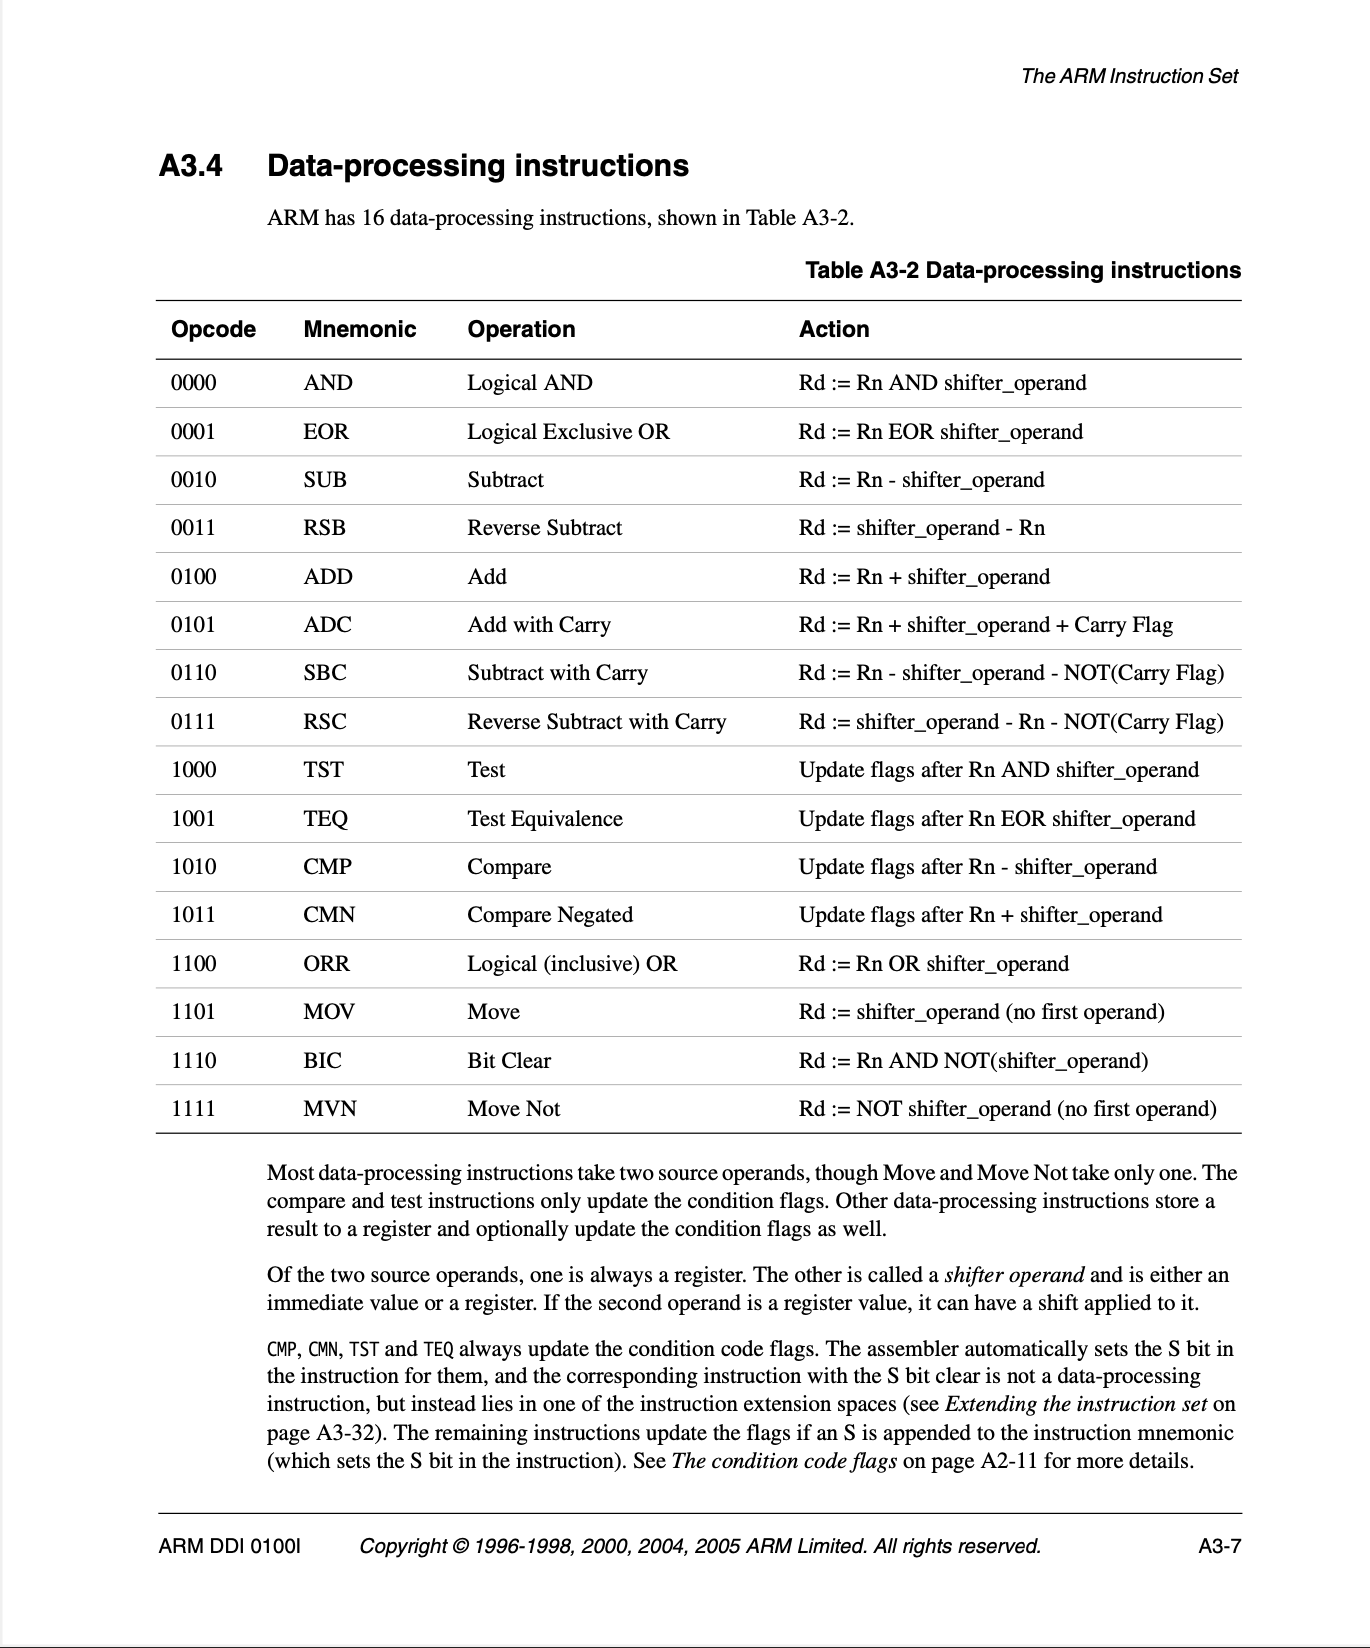 The ARM Instruction Set
A3.4 Data-processing instructions
ARM has 16 data-processing instructions, shown in Table A3-2.
Table A3-2 Data-processing instructions
Opcode Mnemonic Operation Action
0000 AND Logical AND Rd := Rn AND shifter_operand
0001 EOR Logical Exclusive OR Rd := Rn EOR shifter_operand
0010 SUB Subtract Rd := Rn - shifter_operand
0011 RSB Reverse Subtract Rd := shifter_operand - Rn
0100 ADD Add Rd := Rn + shifter_operand
0101 ADC Add with Carry Rd := Rn + shifter_operand + Carry Flag
0110 SBC Subtract with Carry Rd := Rn - shifter_operand - NOT(Carry Flag)
0111 RSC Reverse Subtract with Carry Rd := shifter_operand - Rn - NOT(Carry Flag)
1000 TST Test Update flags after Rn AND shifter_operand
1001 TEQ Test Equivalence Update flags after Rn EOR shifter_operand
1010 CMP Compare Update flags after Rn - shifter_operand
1011 CMN Compare Negated Update flags after Rn + shifter_operand
1100 ORR Logical (inclusive) OR Rd := Rn OR shifter_operand
1101 MOV Move Rd := shifter_operand (no first operand)
1110 BIC Bit Clear Rd := Rn AND NOT(shifter_operand)
1111 MVN Move Not Rd := NOT shifter_operand (no first operand)
Most data-processing instructions take two source operands, though Move and Move Not take only one. The
compare and test instructions only update the condition flags. Other data-processing instructions store a
result to a register and optionally update the condition flags as well.
Of the two source operands, one is always a register. The other is called a shifter operand and is either an
immediate value or a register. If the second operand is a register value, it can have a shift applied to it.
CMP, CMN, TST and TEQ always update the condition code flags. The assembler automatically sets the S bit in
the instruction for them, and the corresponding instruction with the S bit clear is not a data-processing
instruction, but instead lies in one of the instruction extension spaces (see Extending the instruction set on
page A3-32). The remaining instructions update the flags if an S is appended to the instruction mnemonic
(which sets the S bit in the instruction). See The condition code flags on page A2-11 for more details.
ARM DDI 0100I Copyright © 1996-1998, 2000, 2004, 2005 ARM Limited. All rights reserved. A3-7